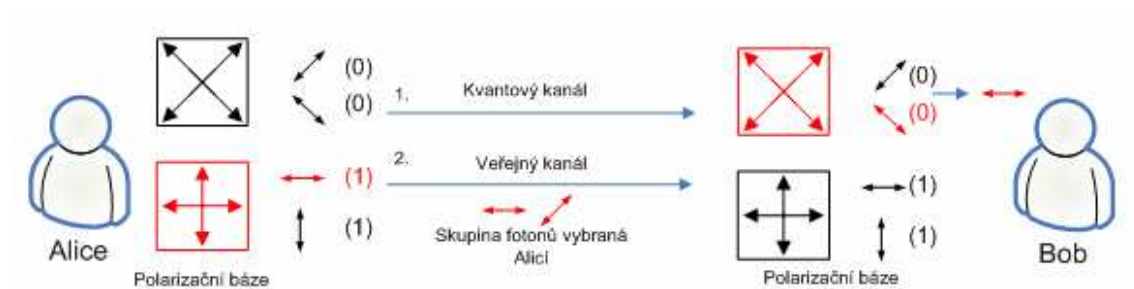 (0)
(0)
1.
Kvantový kanál
(0)
(0)
2.
Veřejný kanál
(1)
(1)
(1)
(1)
Skupina fotonů vybraná
Alicí
Alice
Bob
Polarizační báze
Polarizační báze